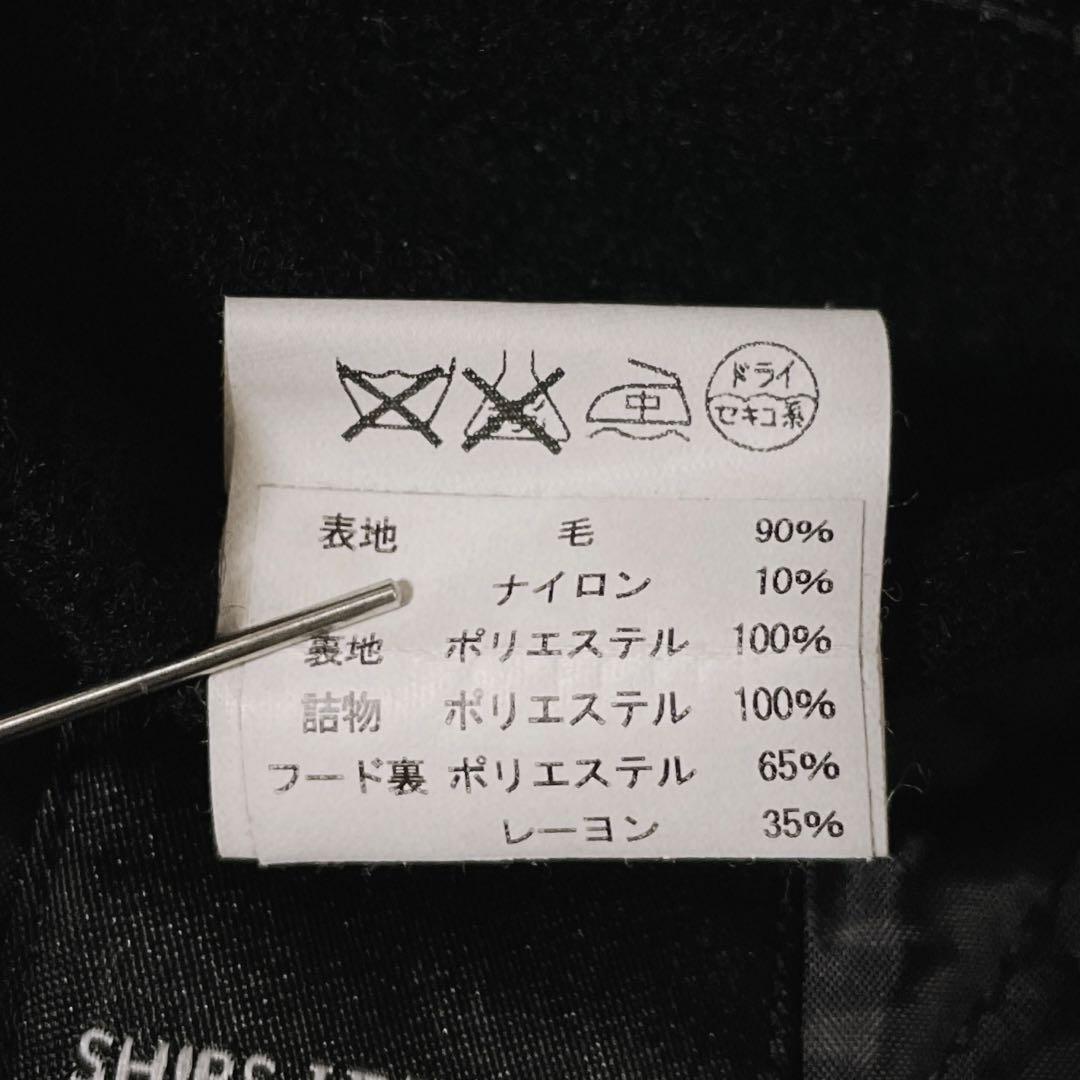 中
ドライ
セキユ系
表地 毛 90%
ナイロン 10%
裏地 ポリエステル 100%
詰物 ポリエステル 100%
フード裏 ポリエステル 65%
レーヨン 35%
SHIPS